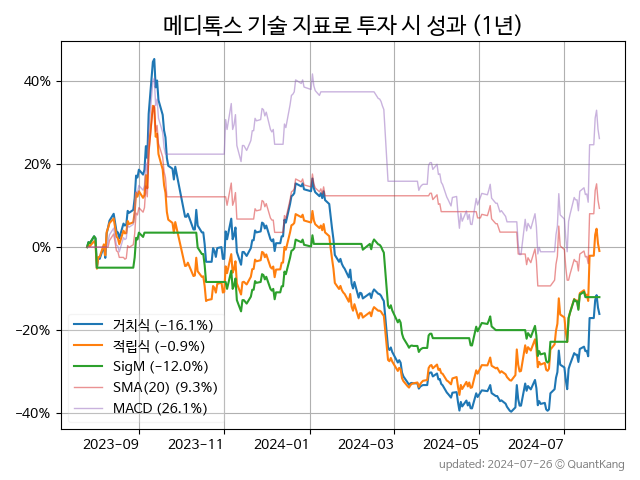 메디톡스 기술 지표로 투자 시 성과 (1년)
40%
20%
0%
−20%
−40%
거치식 (−16.1%)
적립식 (−0.9%)
SigM (−12.0%)
SMA(20) (9.3%)
MACD (26.1%)
2023−09 2023−11 2024−01 2024−03 2024−05 2024−07
updated: 2024−07−26 © QuantKang